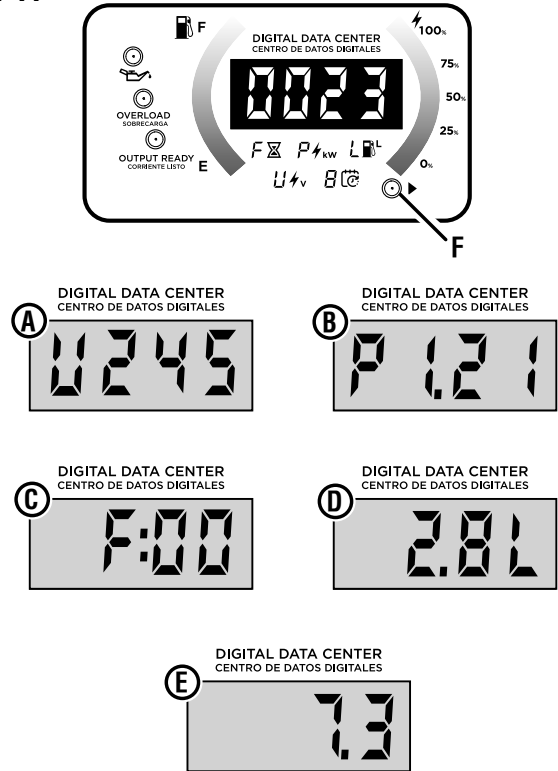 F
DIGITAL DATA CENTER
CENTRO DE DATOS DIGITALES
100%
75%
50%
25%
0%
0023
OVERLOAD
SOBRECARGA
OUTPUT READY
CORRIENTE LISTO
E
F P kW L L
U V 8
F
DIGITAL DATA CENTER
CENTRO DE DATOS DIGITALES
A
U245
DIGITAL DATA CENTER
CENTRO DE DATOS DIGITALES
B
P 1.21
DIGITAL DATA CENTER
CENTRO DE DATOS DIGITALES
C
F:00
DIGITAL DATA CENTER
CENTRO DE DATOS DIGITALES
D
2.8L
DIGITAL DATA CENTER
CENTRO DE DATOS DIGITALES
E
7.3